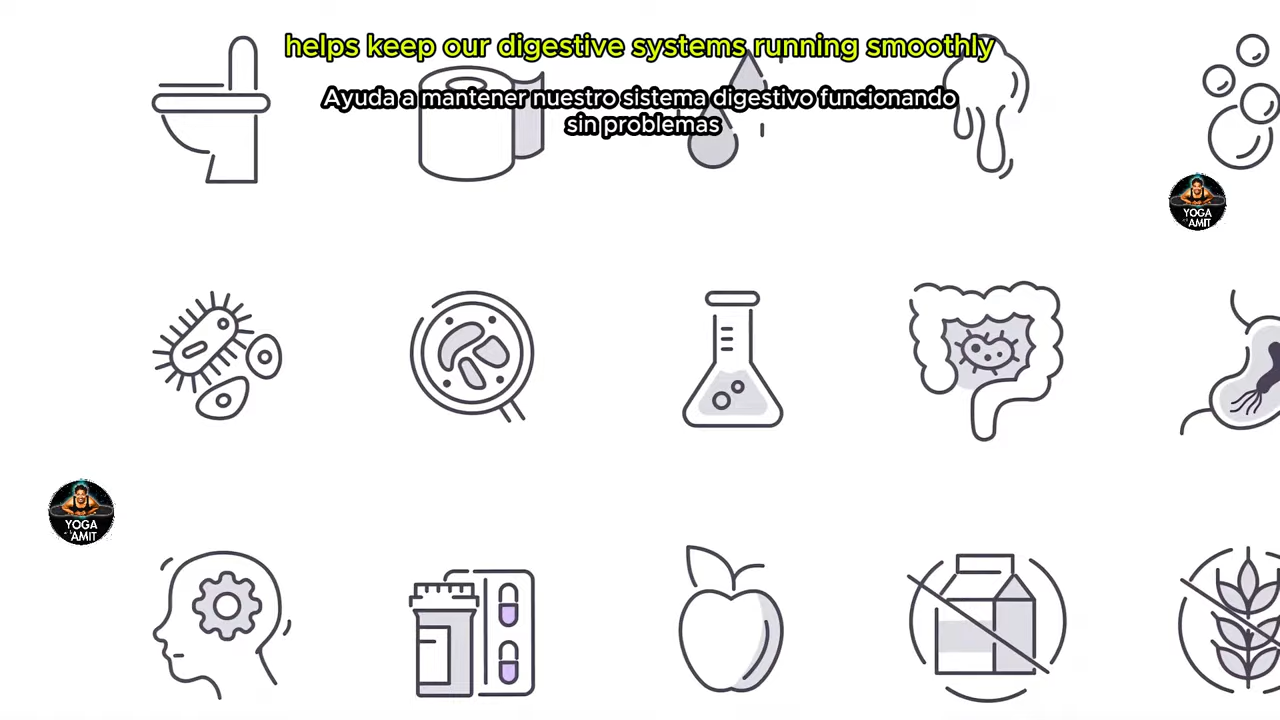 helps keep our digestive systems running smoothly
Ayuda a mantener nuestro sistema digestivo funcionando
sin problemas
YOGA
AMIT
YOGA
AMIT